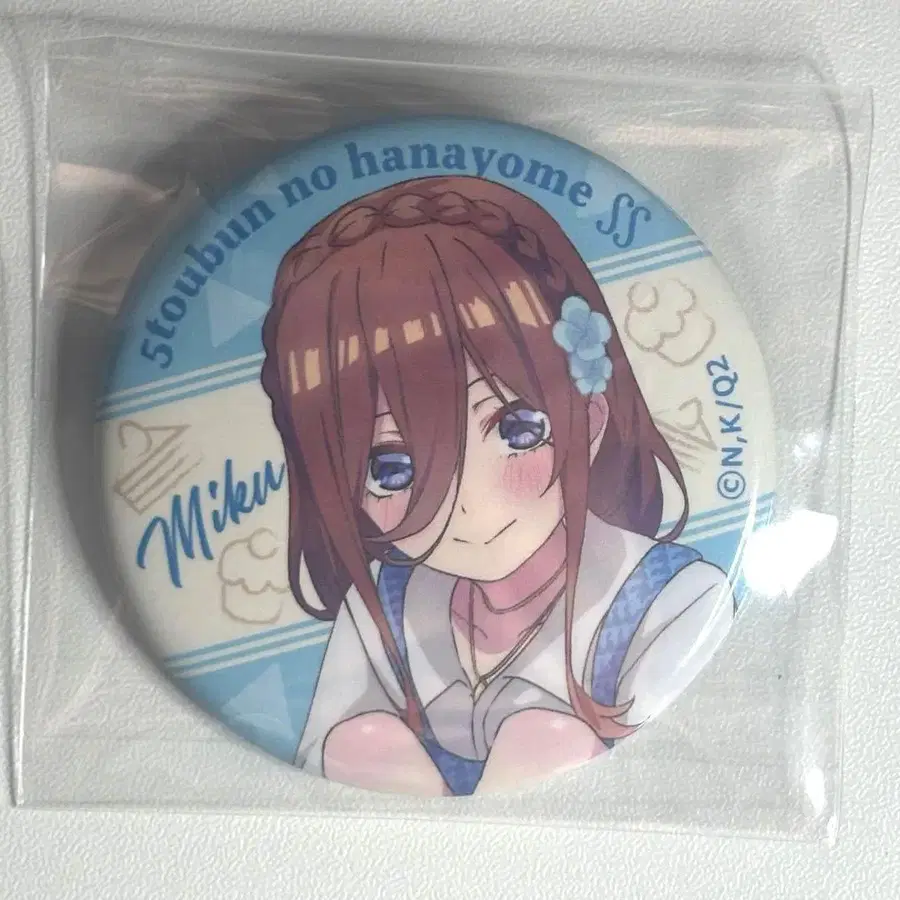 5toubun no hanayome ∬
Miku
©N,K/Q2